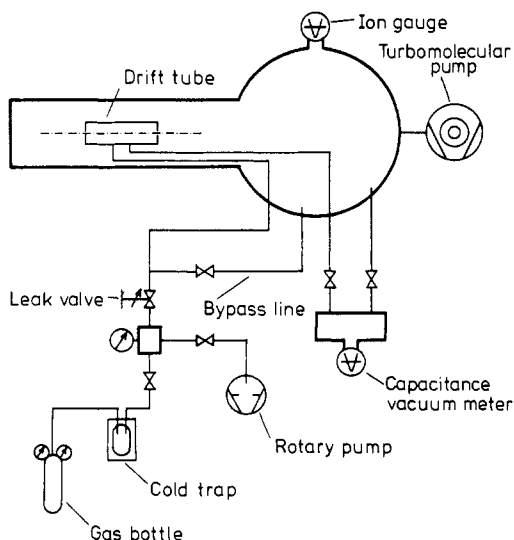 Ion gauge
Turbomolecular
pump
Drift tube
Leak valve
Bypass line
Capacitance
vacuum meter
Rotary pump
Cold trap
Gas bottle